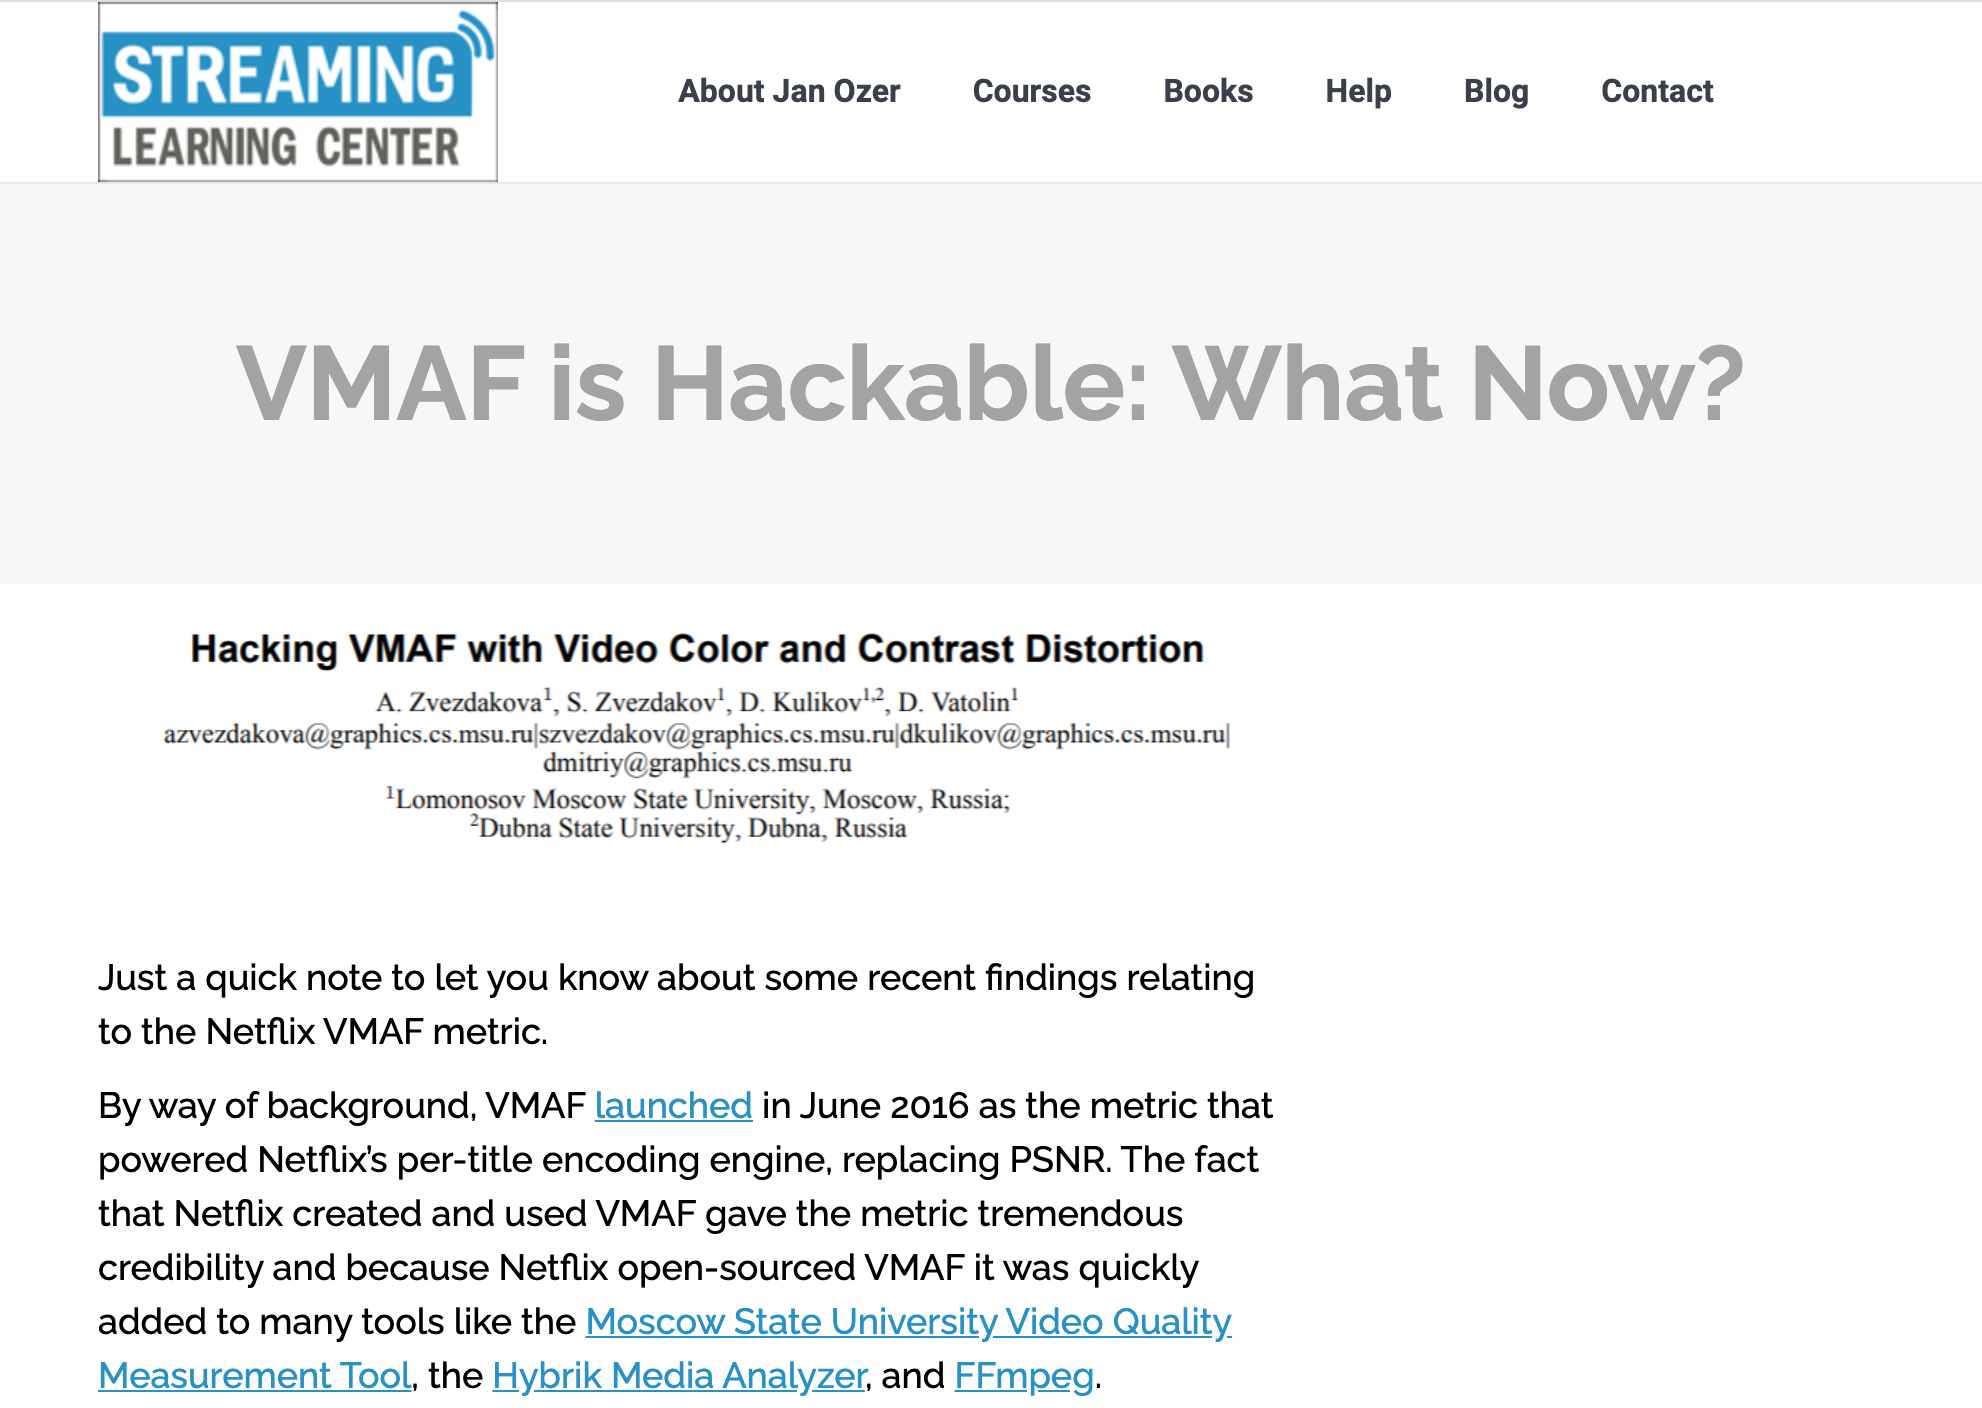 STREAMING
LEARNING CENTER
About Jan Ozer Courses Books Help Blog Contact
VMAF is Hackable: What Now?
Hacking VMAF with Video Color and Contrast Distortion
A. Zvezdakova¹, S. Zvezdakov¹, D. Kulikov¹,², D. Vatolin¹
azvezdakova@graphics.cs.msu.ru|szvezdakov@graphics.cs.msu.ru|dkulikov@graphics.cs.msu.ru|
dmitriy@graphics.cs.msu.ru
¹Lomonosov Moscow State University, Moscow, Russia;
²Dubna State University, Dubna, Russia
Just a quick note to let you know about some recent findings relating
to the Netflix VMAF metric.
By way of background, VMAF launched in June 2016 as the metric that
powered Netflix’s per-title encoding engine, replacing PSNR. The fact
that Netflix created and used VMAF gave the metric tremendous
credibility and because Netflix open-sourced VMAF it was quickly
added to many tools like the Moscow State University Video Quality
Measurement Tool, the Hybrik Media Analyzer, and FFmpeg.